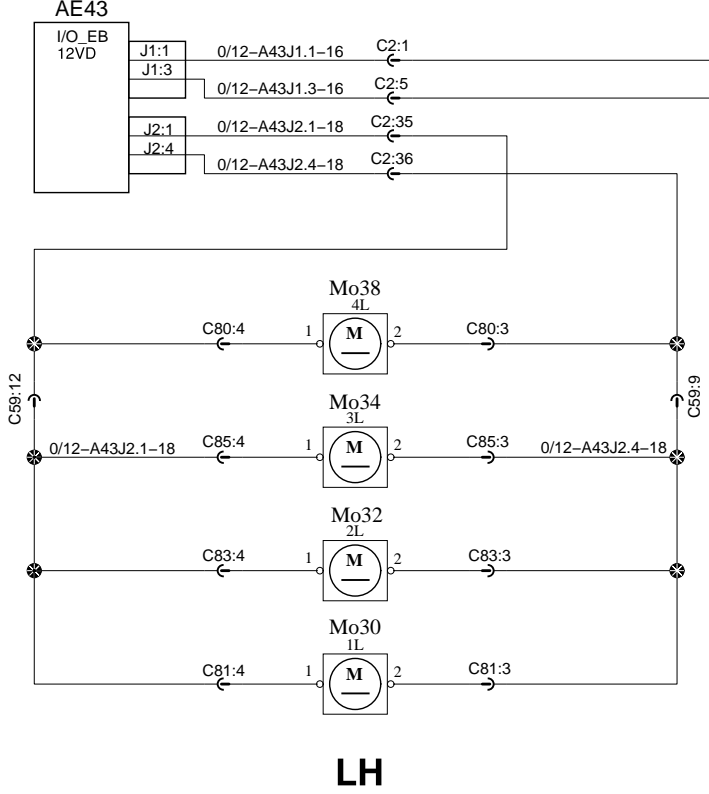 AE43
I/O_EB
12VD
J1:1
0/12–A43J1.1–16
C2:1
J1:3
0/12–A43J1.3–16
C2:5
J2:1
0/12–A43J2.1–18
C2:35
J2:4
0/12–A43J2.4–18
C2:36
Mo38
4L
C80:4
1
M
2
C80:3
C59:12
C59:9
Mo34
3L
0/12–A43J2.1–18
C85:4
1
M
2
C85:3
0/12–A43J2.4–18
Mo32
2L
C83:4
1
M
2
C83:3
Mo30
1L
C81:4
1
M
2
C81:3
LH